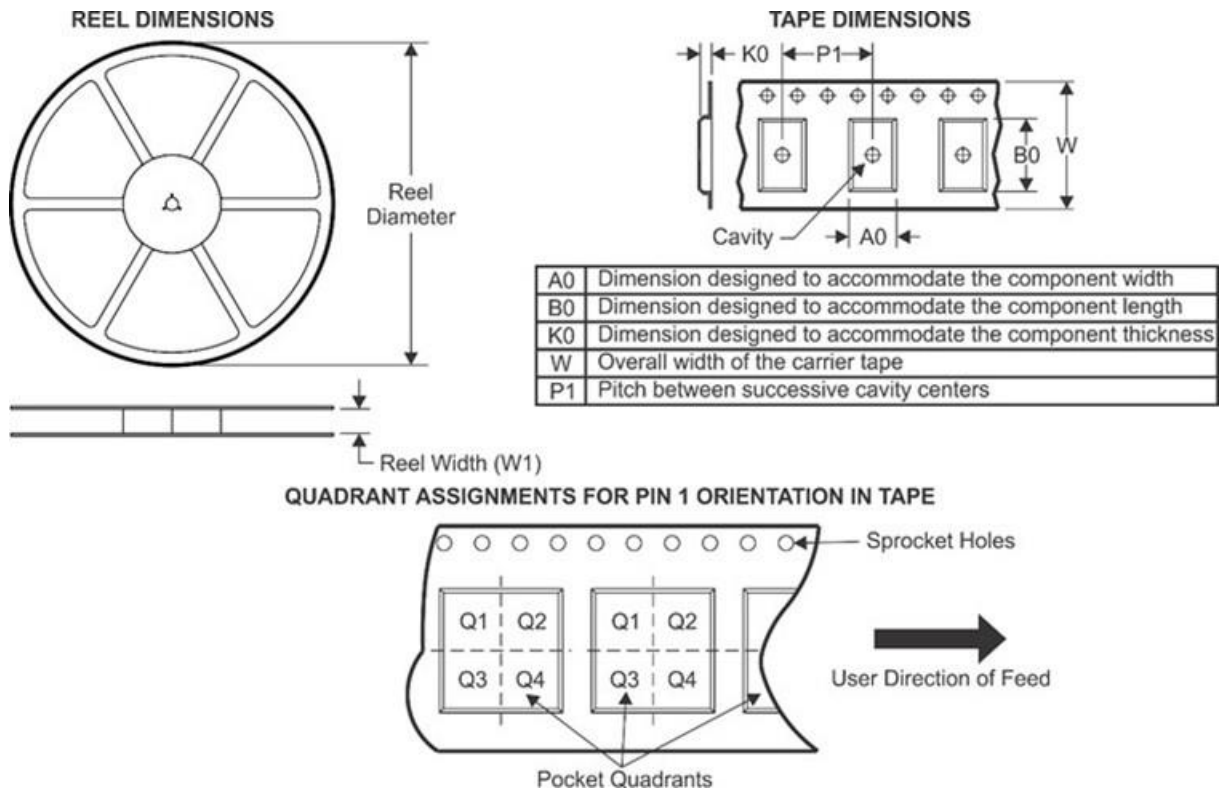 REEL DIMENSIONS
Reel
Diameter
Reel Width (W1)
TAPE DIMENSIONS
K0
P1
B0
W
Cavity
A0
A0 Dimension designed to accommodate the component width
B0 Dimension designed to accommodate the component length
K0 Dimension designed to accommodate the component thickness
W Overall width of the carrier tape
P1 Pitch between successive cavity centers
QUADRANT ASSIGNMENTS FOR PIN 1 ORIENTATION IN TAPE
Sprocket Holes
Q1 Q2 Q1 Q2
Q3 Q4 Q3 Q4
User Direction of Feed
Pocket Quadrants